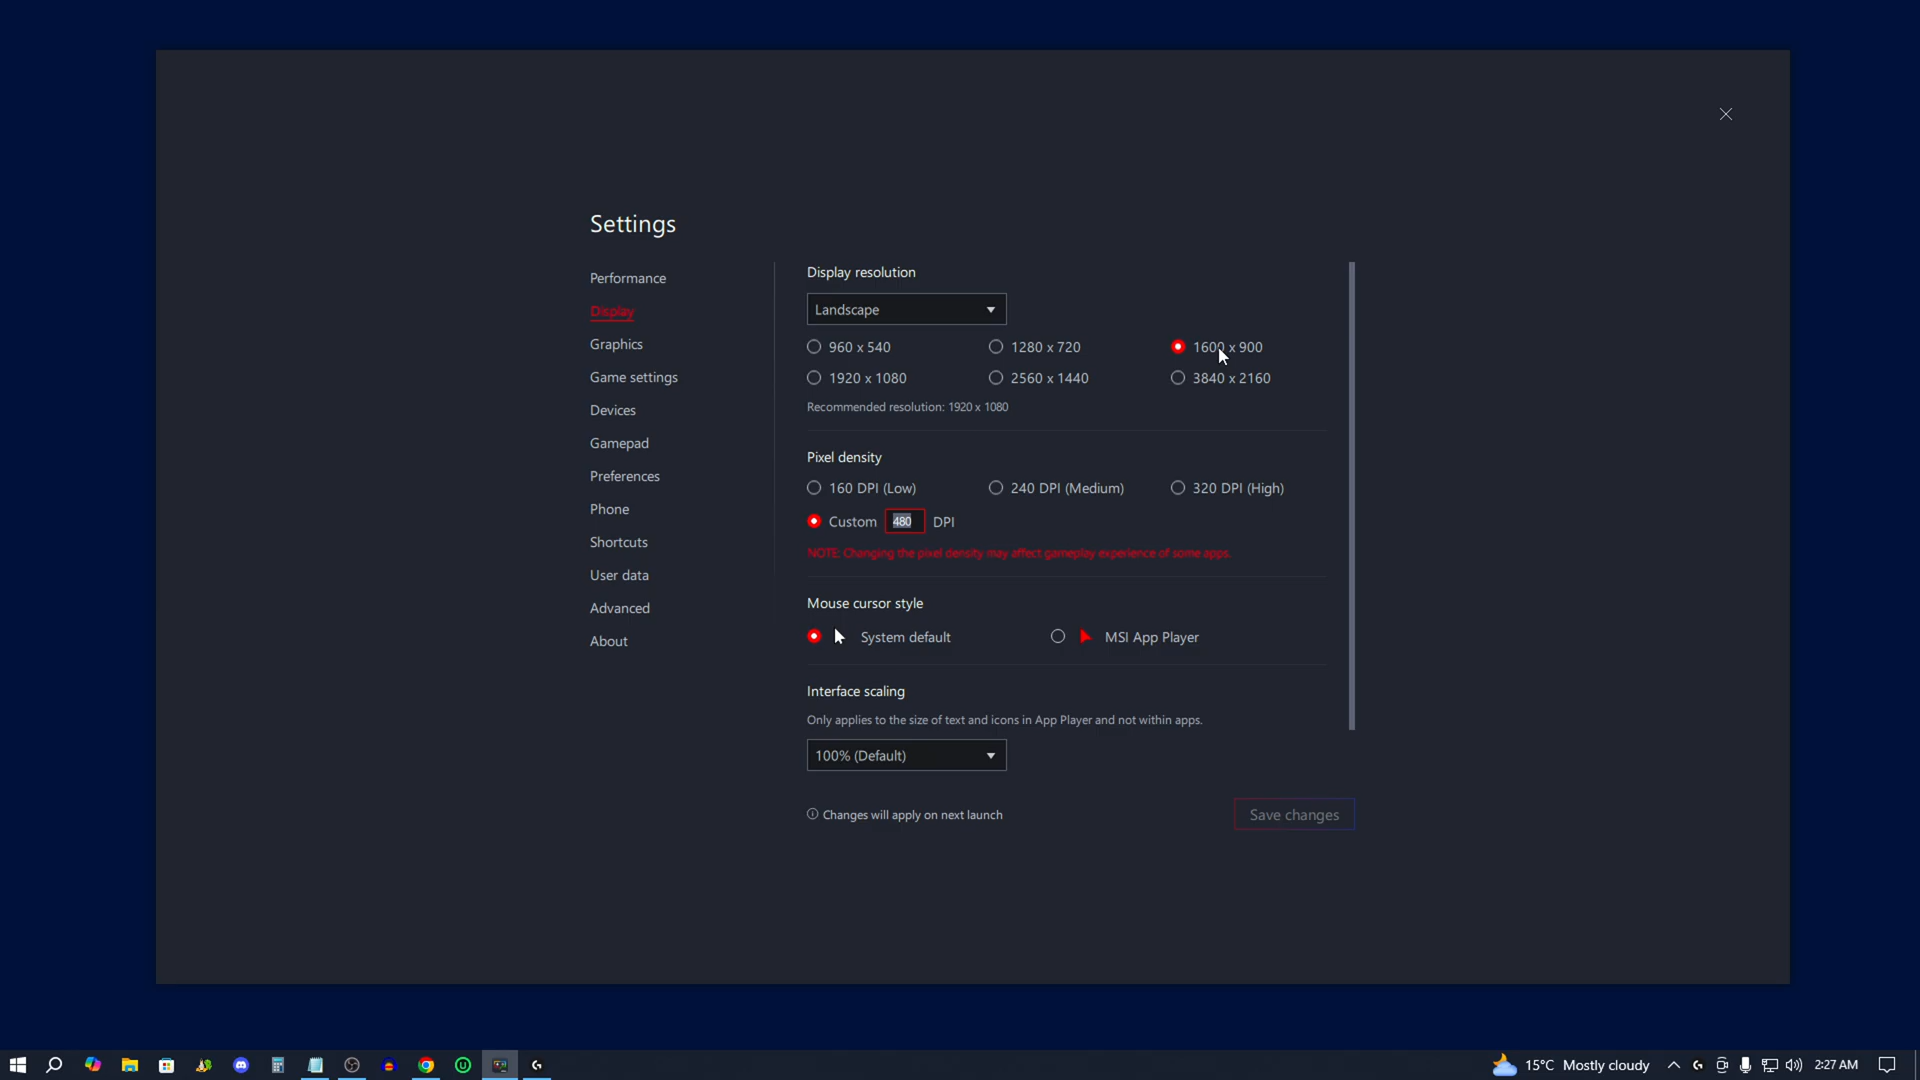 Settings
Performance
Display
Graphics
Game settings
Devices
Gamepad
Preferences
Phone
Shortcuts
User data
Advanced
About
Display resolution
Landscape
960 x 540
1280 x 720
1600 x 900
1920 x 1080
2560 x 1440
3840 x 2160
Recommended resolution: 1920 x 1080
Pixel density
160 DPI (Low)
240 DPI (Medium)
320 DPI (High)
Custom 480 DPI
NOTE: Changing the pixel density may affect gameplay experience of some apps.
Mouse cursor style
System default
MSI App Player
Interface scaling
Only applies to the size of text and icons in App Player and not within apps.
100% (Default)
Changes will apply on next launch
Save changes
15°C Mostly cloudy
2:27 AM